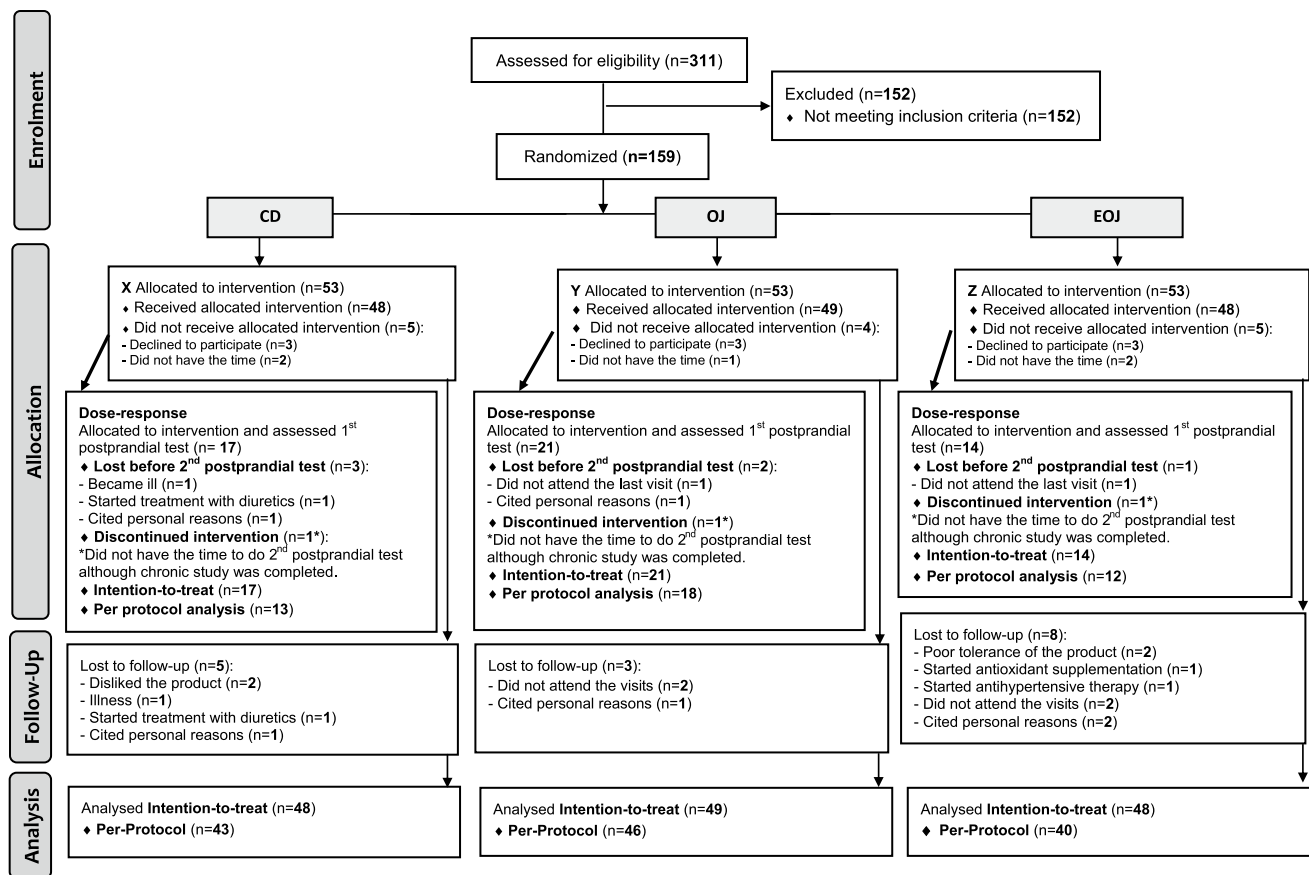 Enrolment
Assessed for eligibility (n=311)
Excluded (n=152)
♦ Not meeting inclusion criteria (n=152)
Randomized (n=159)
CD
OJ
EOJ
Allocation
X Allocated to intervention (n=53)
♦ Received allocated intervention (n=48)
♦ Did not receive allocated intervention (n=5):
- Declined to participate (n=3)
- Did not have the time (n=2)
Y Allocated to intervention (n=53)
♦ Received allocated intervention (n=49)
♦ Did not receive allocated intervention (n=4):
- Declined to participate (n=3)
- Did not have the time (n=1)
Z Allocated to intervention (n=53)
♦ Received allocated intervention (n=48)
♦ Did not receive allocated intervention (n=5):
- Declined to participate (n=3)
- Did not have the time (n=2)
Dose-response
Allocated to intervention and assessed 1st
postprandial test (n= 17)
♦ Lost before 2nd postprandial test (n=3):
- Became ill (n=1)
- Started treatment with diuretics (n=1)
- Cited personal reasons (n=1)
♦ Discontinued intervention (n=1*):
*Did not have the time to do 2nd postprandial test
although chronic study was completed.
♦ Intention-to-treat (n=17)
♦ Per protocol analysis (n=13)
Dose-response
Allocated to intervention and assessed 1st postprandial
test (n=21)
♦ Lost before 2nd postprandial test (n=2):
- Did not attend the last visit (n=1)
- Cited personal reasons (n=1)
♦ Discontinued intervention (n=1*)
*Did not have the time to do 2nd postprandial test
although chronic study was completed.
♦ Intention-to-treat (n=21)
♦ Per protocol analysis (n=18)
Dose-response
Allocated to intervention and assessed 1st postprandial
test (n=14)
♦ Lost before 2nd postprandial test (n=1)
- Did not attend the last visit (n=1)
♦ Discontinued intervention (n=1*)
*Did not have the time to do 2nd postprandial test
although chronic study was completed.
♦ Intention-to-treat (n=14)
♦ Per protocol analysis (n=12)
Follow-Up
Lost to follow-up (n=5):
- Disliked the product (n=2)
- Illness (n=1)
- Started treatment with diuretics (n=1)
- Cited personal reasons (n=1)
Lost to follow-up (n=3):
- Did not attend the visits (n=2)
- Cited personal reasons (n=1)
Lost to follow-up (n=8):
- Poor tolerance of the product (n=2)
- Started antioxidant supplementation (n=1)
- Started antihypertensive therapy (n=1)
- Did not attend the visits (n=2)
- Cited personal reasons (n=2)
Analysis
Analysed Intention-to-treat (n=48)
♦ Per-Protocol (n=43)
Analysed Intention-to-treat (n=49)
♦ Per-Protocol (n=46)
Analysed Intention-to-treat (n=48)
♦ Per-Protocol (n=40)